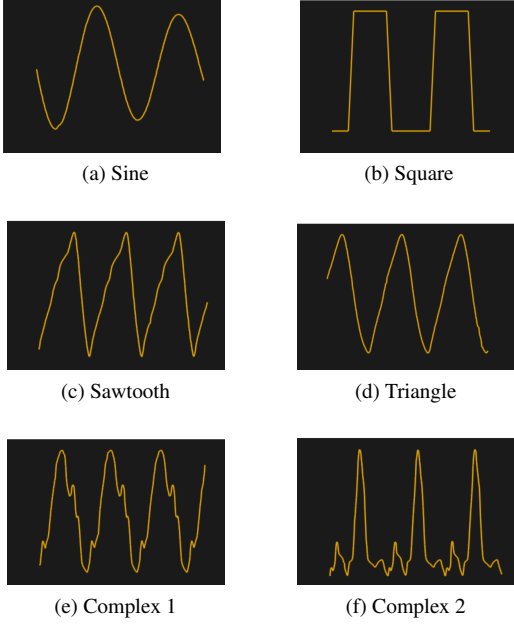 (a) Sine
(b) Square
(c) Sawtooth
(d) Triangle
(e) Complex 1
(f) Complex 2